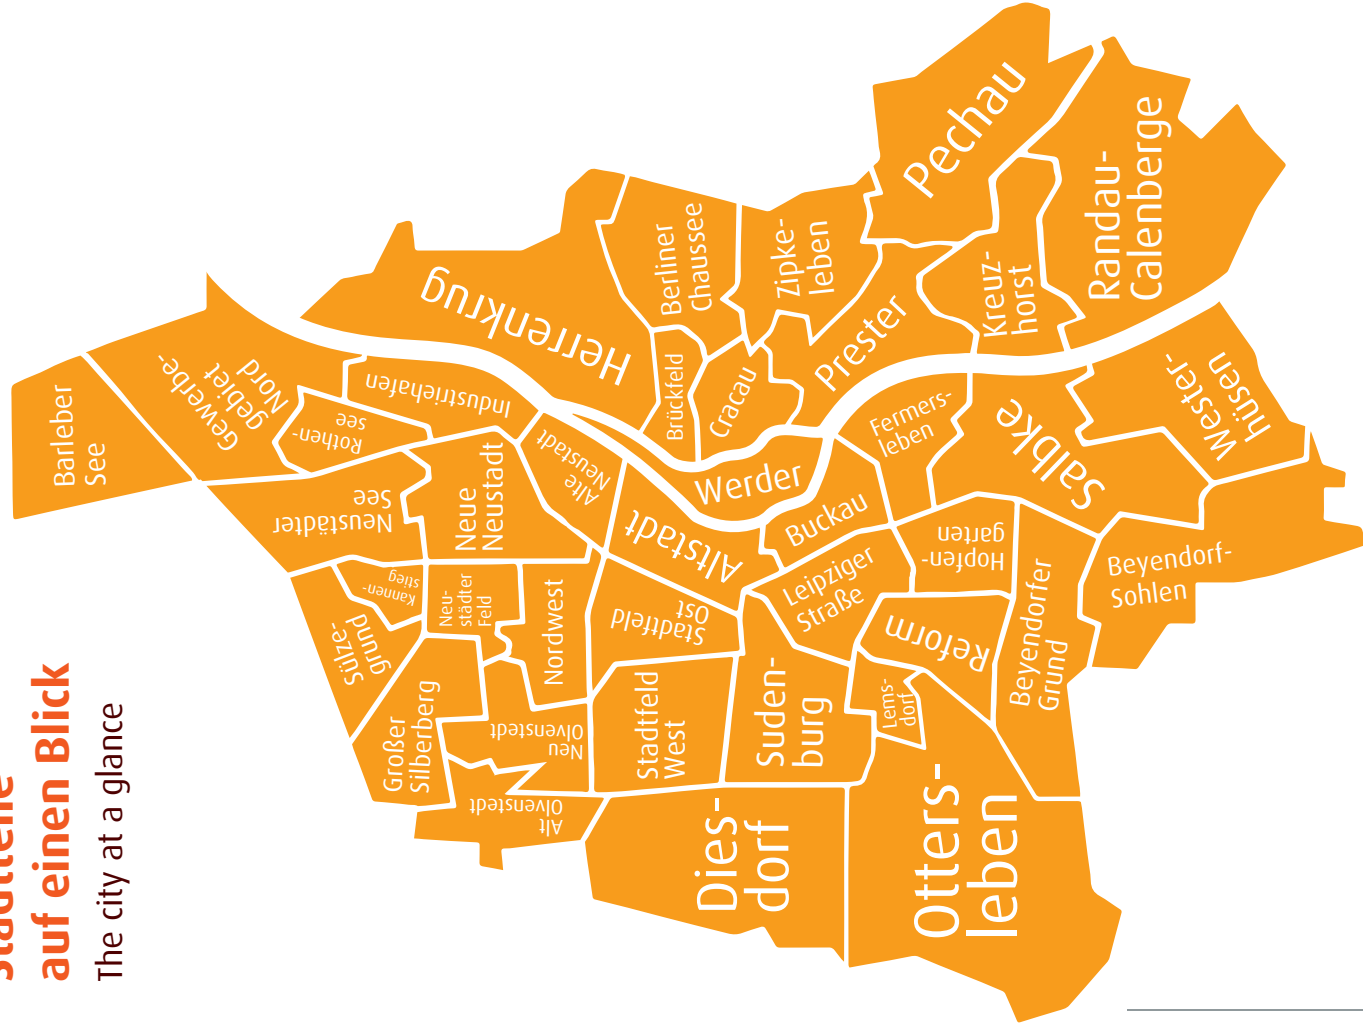 Stadtteile
auf einen Blick
The city at a glance
Barleber
See
Gewerbe-
gebiet
Nord
Rothen-
see
Industriehafen
Neustädter
See
Neue
Neustadt
Alte
Neustadt
Kannen-
stieg
Sülze-
grund
Neu-
städter
Feld
Nordwest
Großer
Silberberg
Neu
Olvenstedt
Alt
Olvenstedt
Stadtfeld
Ost
Stadtfeld
West
Altstadt
Werder
Herrenkrug
Berliner
Chaussee
Brückfeld
Cracau
Zipke-
leben
Prester
Pechau
Kreuz-
horst
Randau-
Calenberge
Buckau
Fermers-
leben
Salbke
Wester-
hüsen
Leipziger
Straße
Hopfen-
garten
Reform
Beyendorfer
Grund
Beyendorf-
Sohlen
Suden-
burg
Lems-
dorf
Dies-
dorf
Otters-
leben